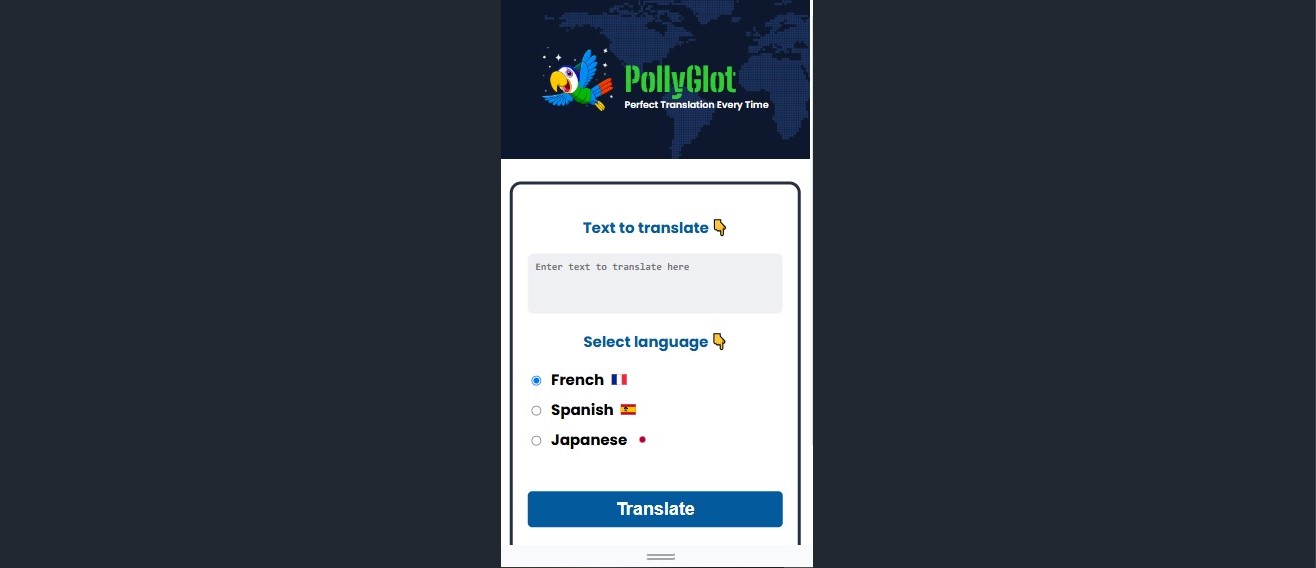 PollyGlot
Perfect Translation Every Time
Text to translate 👇
Enter text to translate here
Select language 👇
French 🇫🇷
Spanish 🇪🇸
Japanese 🇯🇵
Translate